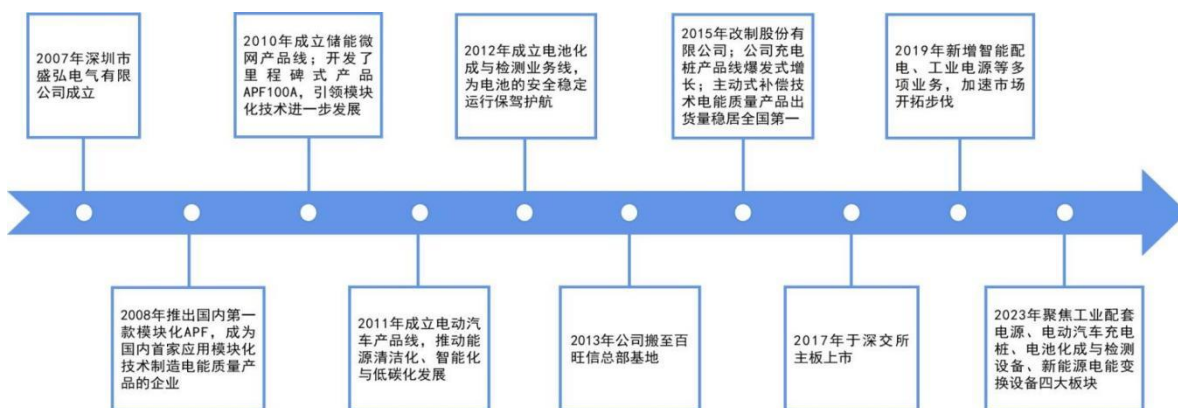 2007年深圳市
盛弘电气有限
公司成立
2008年推出国内第一
款模块化APF，成为
国内首家应用模块化
技术制造电能质量产
品的企业
2010年成立储能微
网产品线；开发了
里程碑式产品
APF100A，引领模块
化技术进一步发展
2011年成立电动汽
车产品线，推动能
源清洁化、智能化
与低碳化发展
2012年成立电池化
成与检测业务线，
为电池的安全稳定
运行保驾护航
2013年公司搬至百
旺信总部基地
2015年改制股份有
限公司；公司充电
桩产品线爆发式增
长；主动式补偿技
术电能质量产品出
货量稳居全国第一
2017年于深交所
主板上市
2019年新增智能配
电、工业电源等多
项业务，加速市场
开拓步伐
2023年聚焦工业配套
电源、电动汽车充电
桩、电池化成与检测
设备、新能源电能变
换设备四大板块